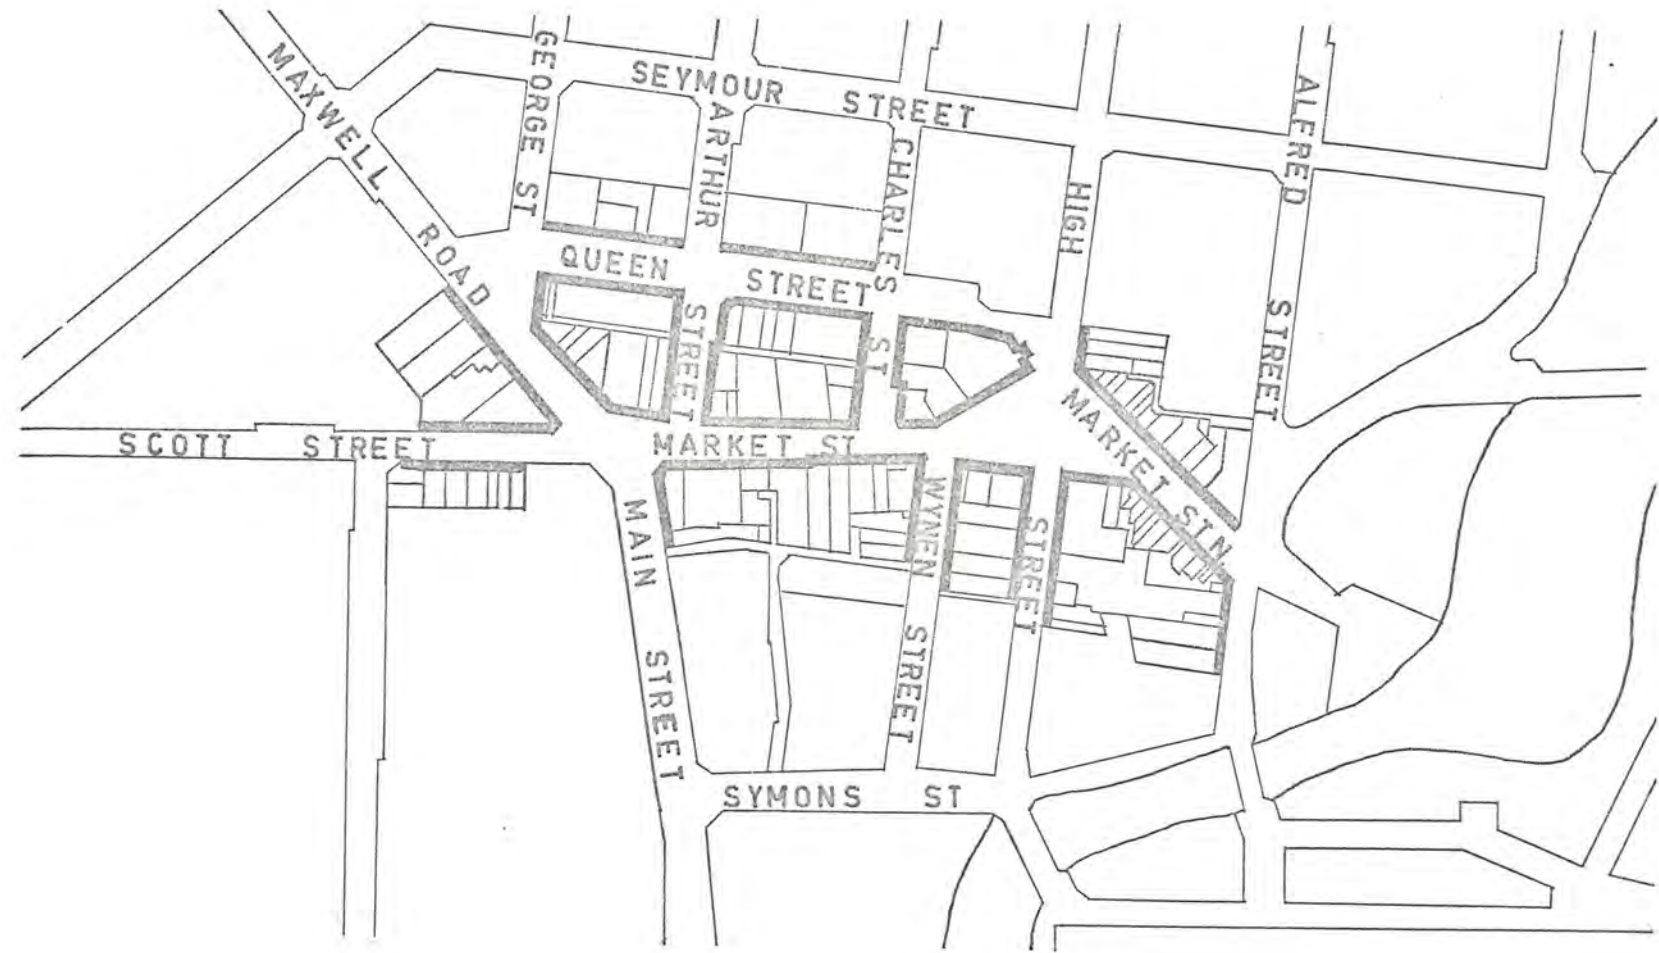 MAXWELL ROAD
GEORGE ST
SEYMOUR STREET
ARTHUR STREET
CHARLES ST
HIGH STREET
ALFRED STREET
QUEEN STREET
SCOTT STREET
MARKET ST
MARKET ST N
MAIN STREET
WYNEN STREET
SYMONS ST